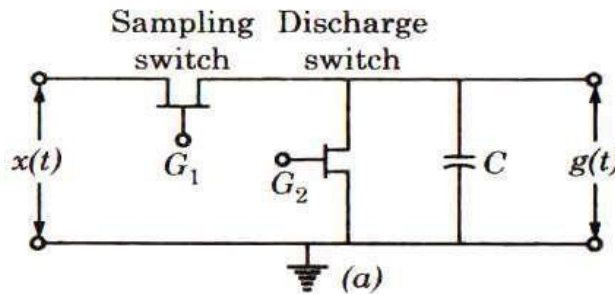 Sampling Discharge
switch switch
x(t)
G₁
G₂
C
g(t)
(a)